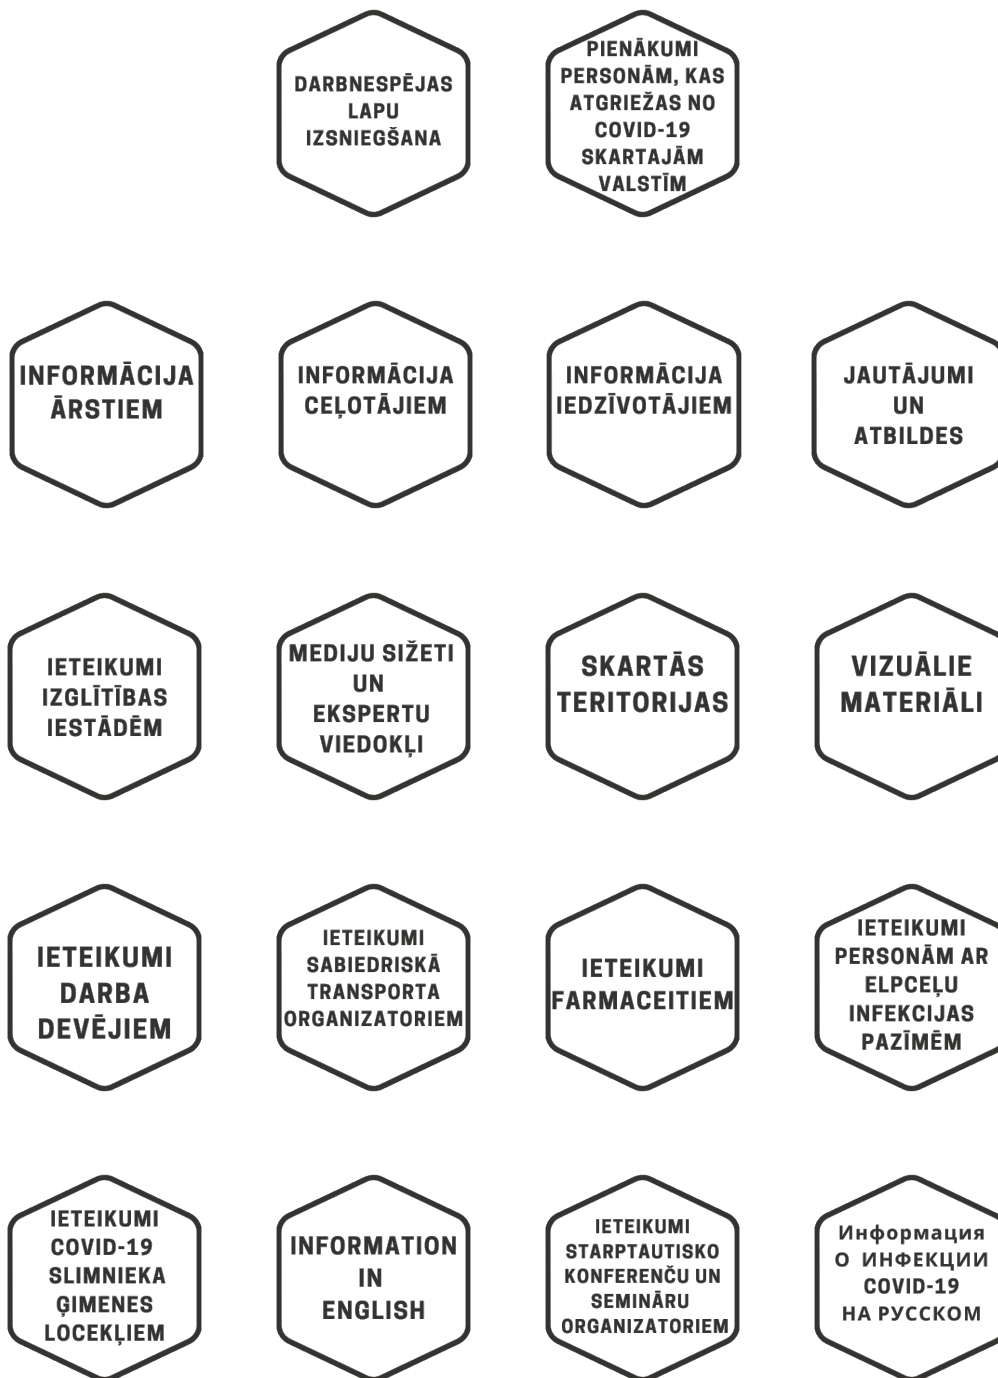 DARBNESPĒJAS
LAPU
IZSNIEGŠANA
PIENĀKUMI
PERSONĀM, KAS
ATGRIEŽAS NO
COVID-19
SKARTAJĀM
VALSTĪM
INFORMĀCIJA
ĀRSTIEM
INFORMĀCIJA
CEĻOTĀJIEM
INFORMĀCIJA
IEDZĪVOTĀJIEM
JAUTĀJUMI
UN
ATBILDES
IETEIKUMI
IZGLĪTĪBAS
IESTĀDĒM
MEDIJU SIŽETI
UN
EKSPERTU
VIEDOKĻI
SKARTĀS
TERITORIJAS
VIZUĀLIE
MATERIĀLI
IETEIKUMI
DARBA
DEVĒJIEM
IETEIKUMI
SABIEDRISKĀ
TRANSPORTA
ORGANIZATORIEM
IETEIKUMI
FARMACEITIEM
IETEIKUMI
PERSONĀM AR
ELPCEĻU
INFEKCIJAS
PAZĪMĒM
IETEIKUMI
COVID-19
SLIMNIEKA
ĢIMENES
LOCEKĻIEM
INFORMATION
IN
ENGLISH
IETEIKUMI
STARPTAUTISKO
KONFERENČU UN
SEMINĀRU
ORGANIZATORIEM
Информация
О ИНФЕКЦИИ
COVID-19
НА РУССКОМ